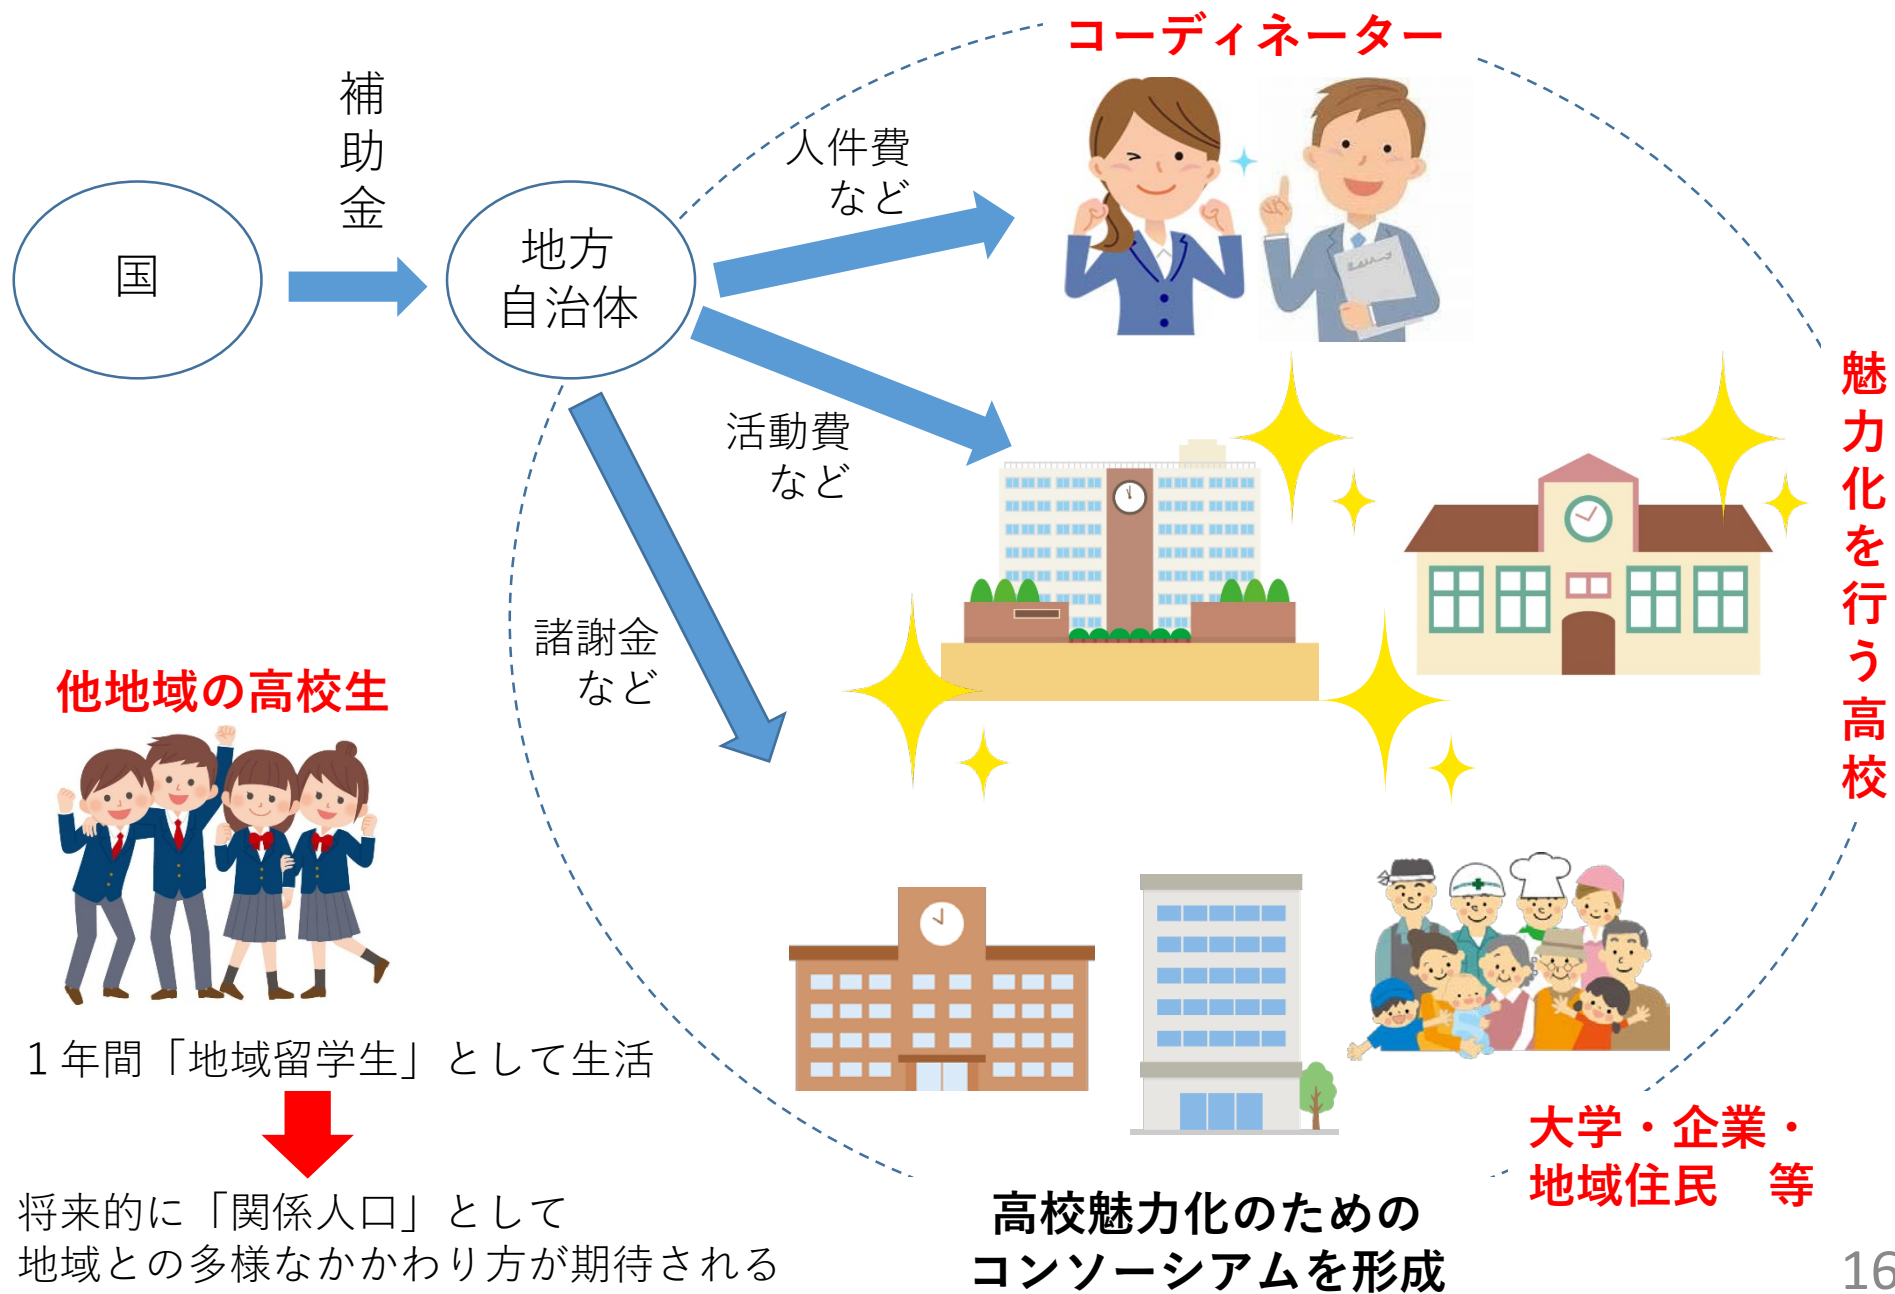 コーディネーター
補助金
人件費
など
国
地方
自治体
魅力化を行う高校
活動費
など
諸謝金
など
他地域の高校生
１年間「地域留学生」として生活
大学・企業・
地域住民　等
将来的に「関係人口」として
地域との多様なかかわり方が期待される
高校魅力化のための
コンソーシアムを形成
16